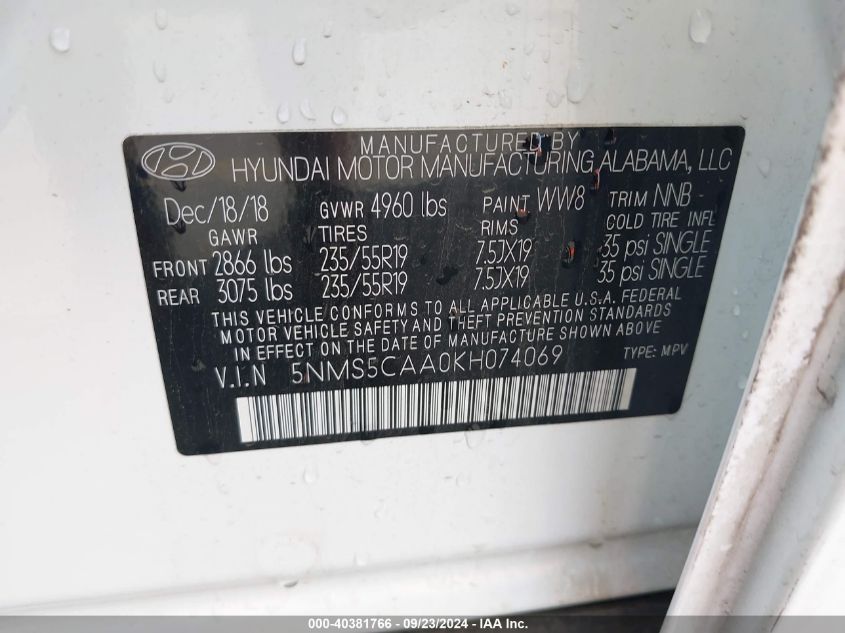 MANUFACTURED BY
HYUNDAI MOTOR MANUFACTURING ALABAMA, LLC
Dec/18/18 GVWR 4960 lbs PAINT WW8 TRIM NNB
GAWR TIRES RIMS COLD TIRE INFL
FRONT 2866 lbs 235/55R19 7.5JX19 35 psi SINGLE
REAR 3075 lbs 235/55R19 7.5JX19 35 psi SINGLE
THIS VEHICLE CONFORMS TO ALL APPLICABLE U.S.A. FEDERAL
MOTOR VEHICLE SAFETY AND THEFT PREVENTION STANDARDS
IN EFFECT ON THE DATE OF MANUFACTURE SHOWN ABOVE.
V.I.N 5NMS5CAA0KH074069 TYPE: MPV
000-40381766 - 09/23/2024 - IAA Inc.